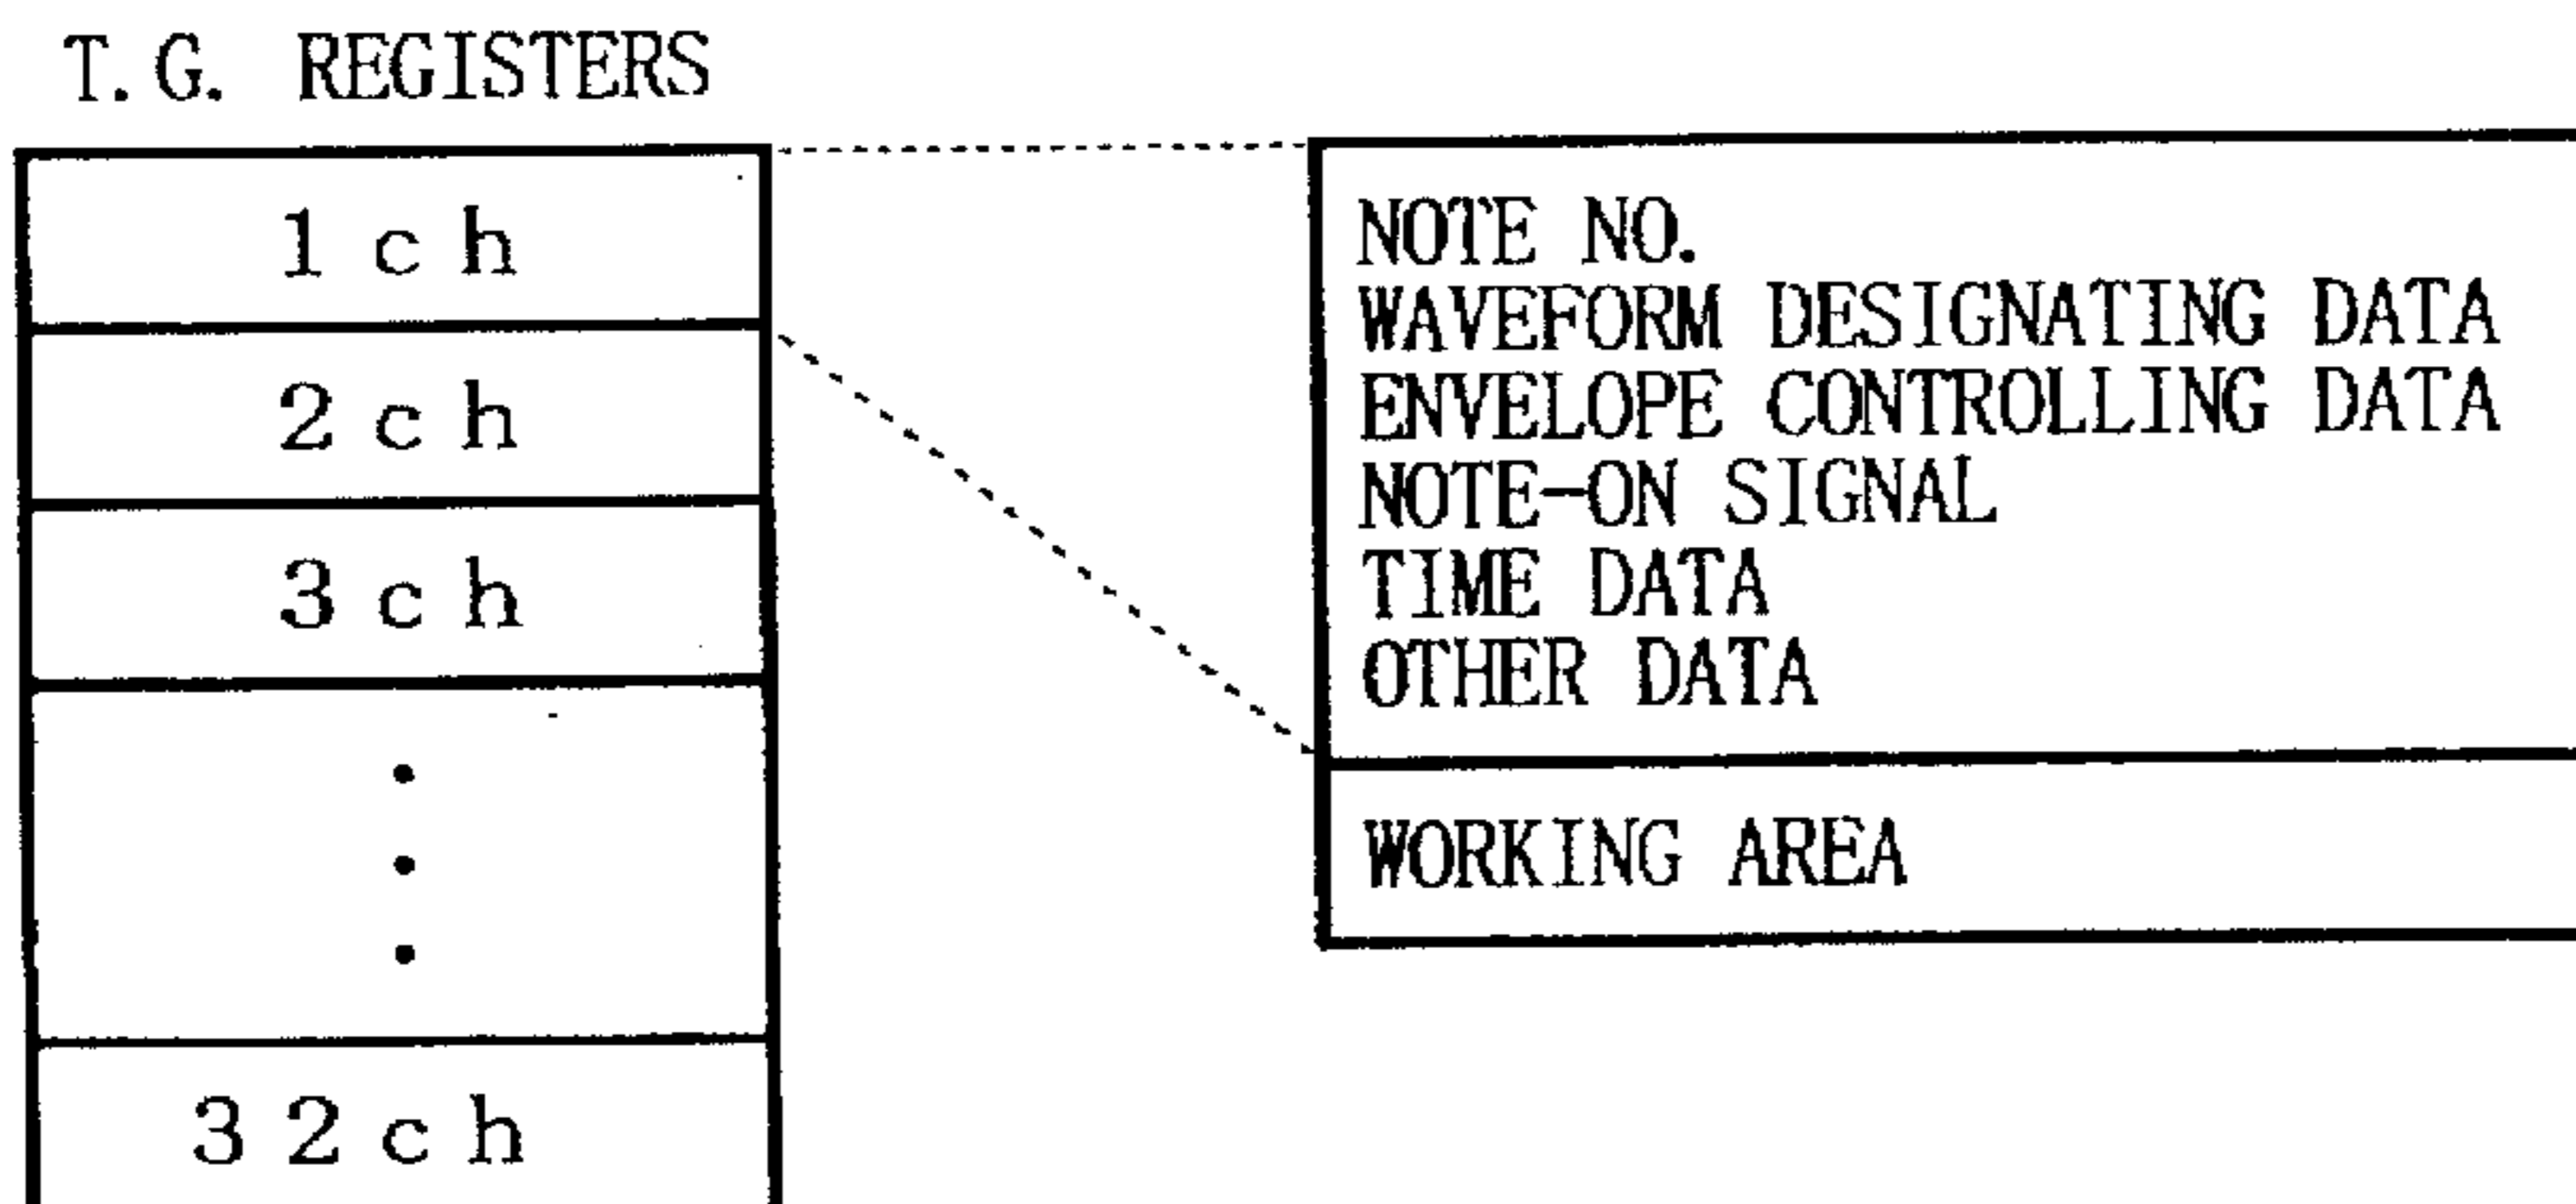 T.G. REGISTERS
1ch
2ch
3ch
32ch
NOTE NO.
WAVEFORM DESIGNATING DATA
ENVELOPE CONTROLLING DATA
NOTE-ON SIGNAL
TIME DATA
OTHER DATA
WORKING AREA